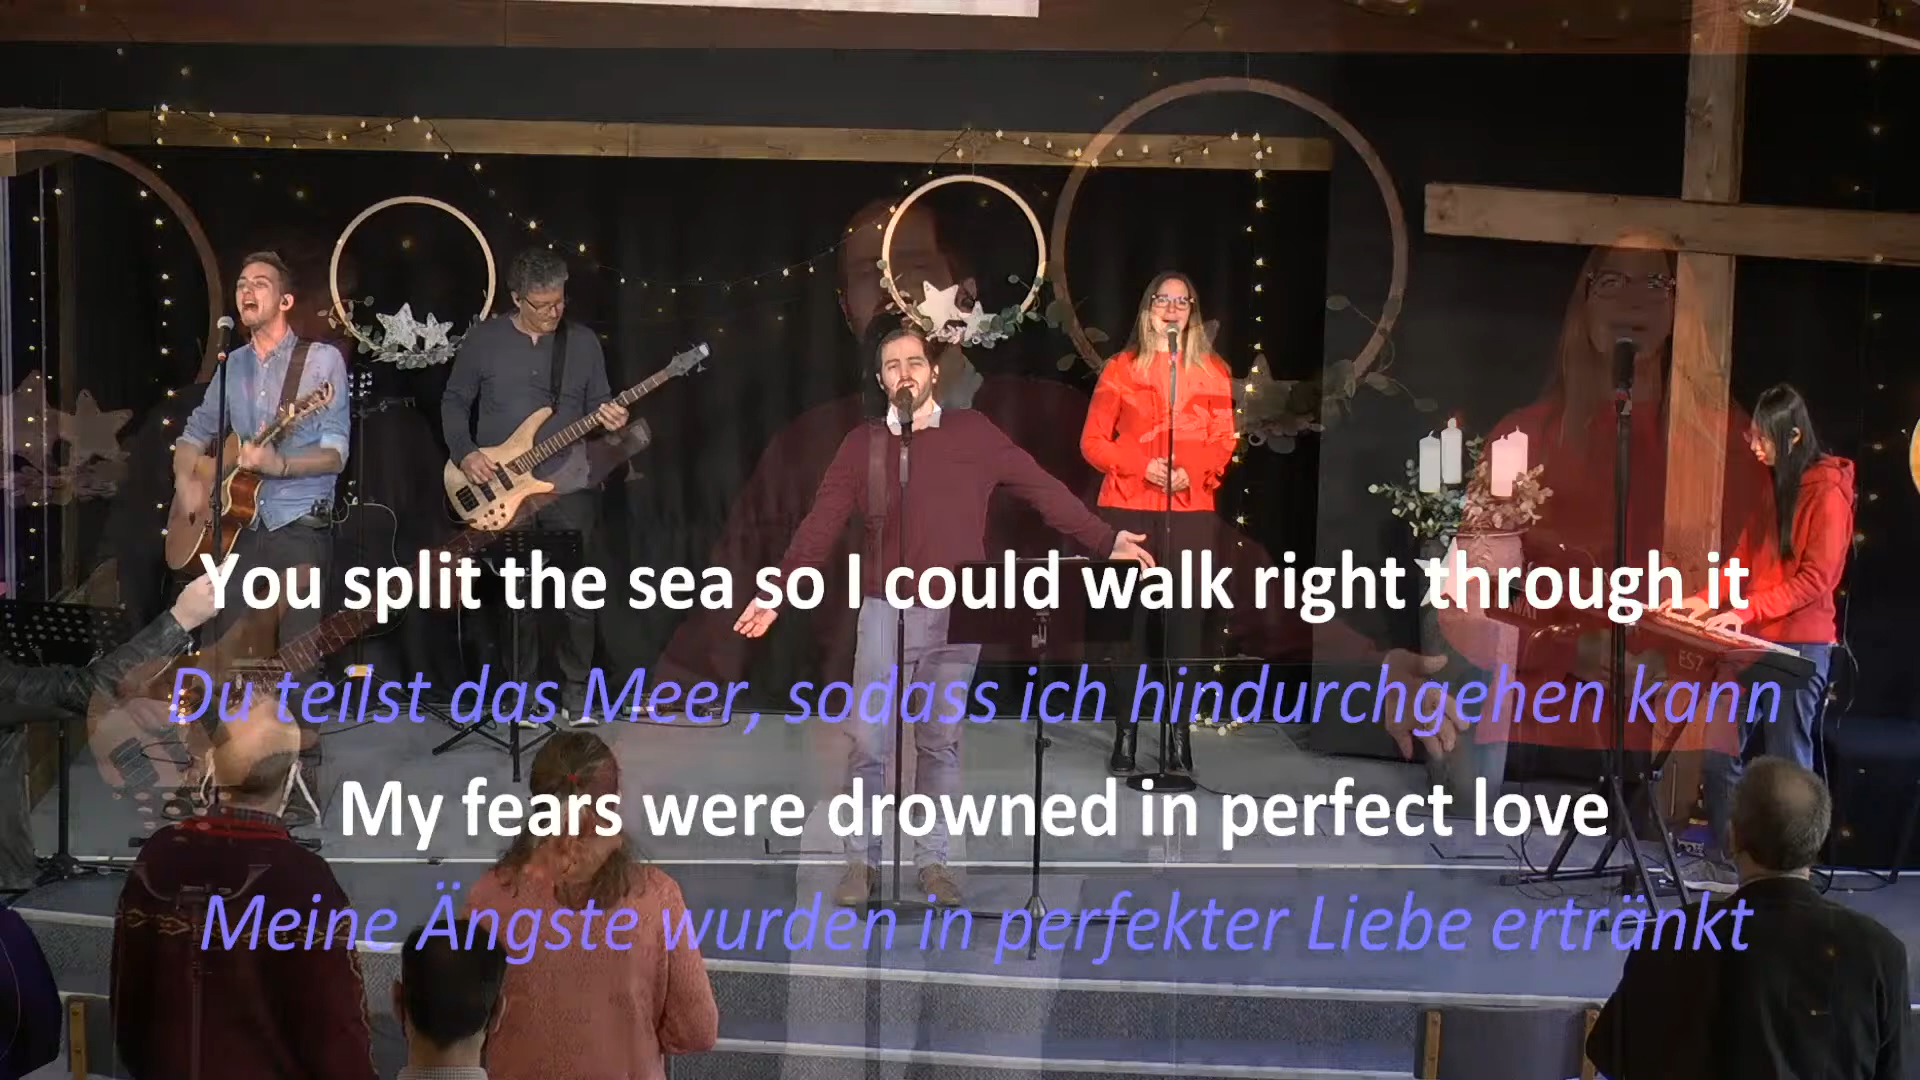 You split the sea so I could walk right through it
Du teilst das Meer, sodass ich hindurchgehen kann
My fears were drowned in perfect love
Meine Ängste wurden in perfekter Liebe ertränkt
ES7